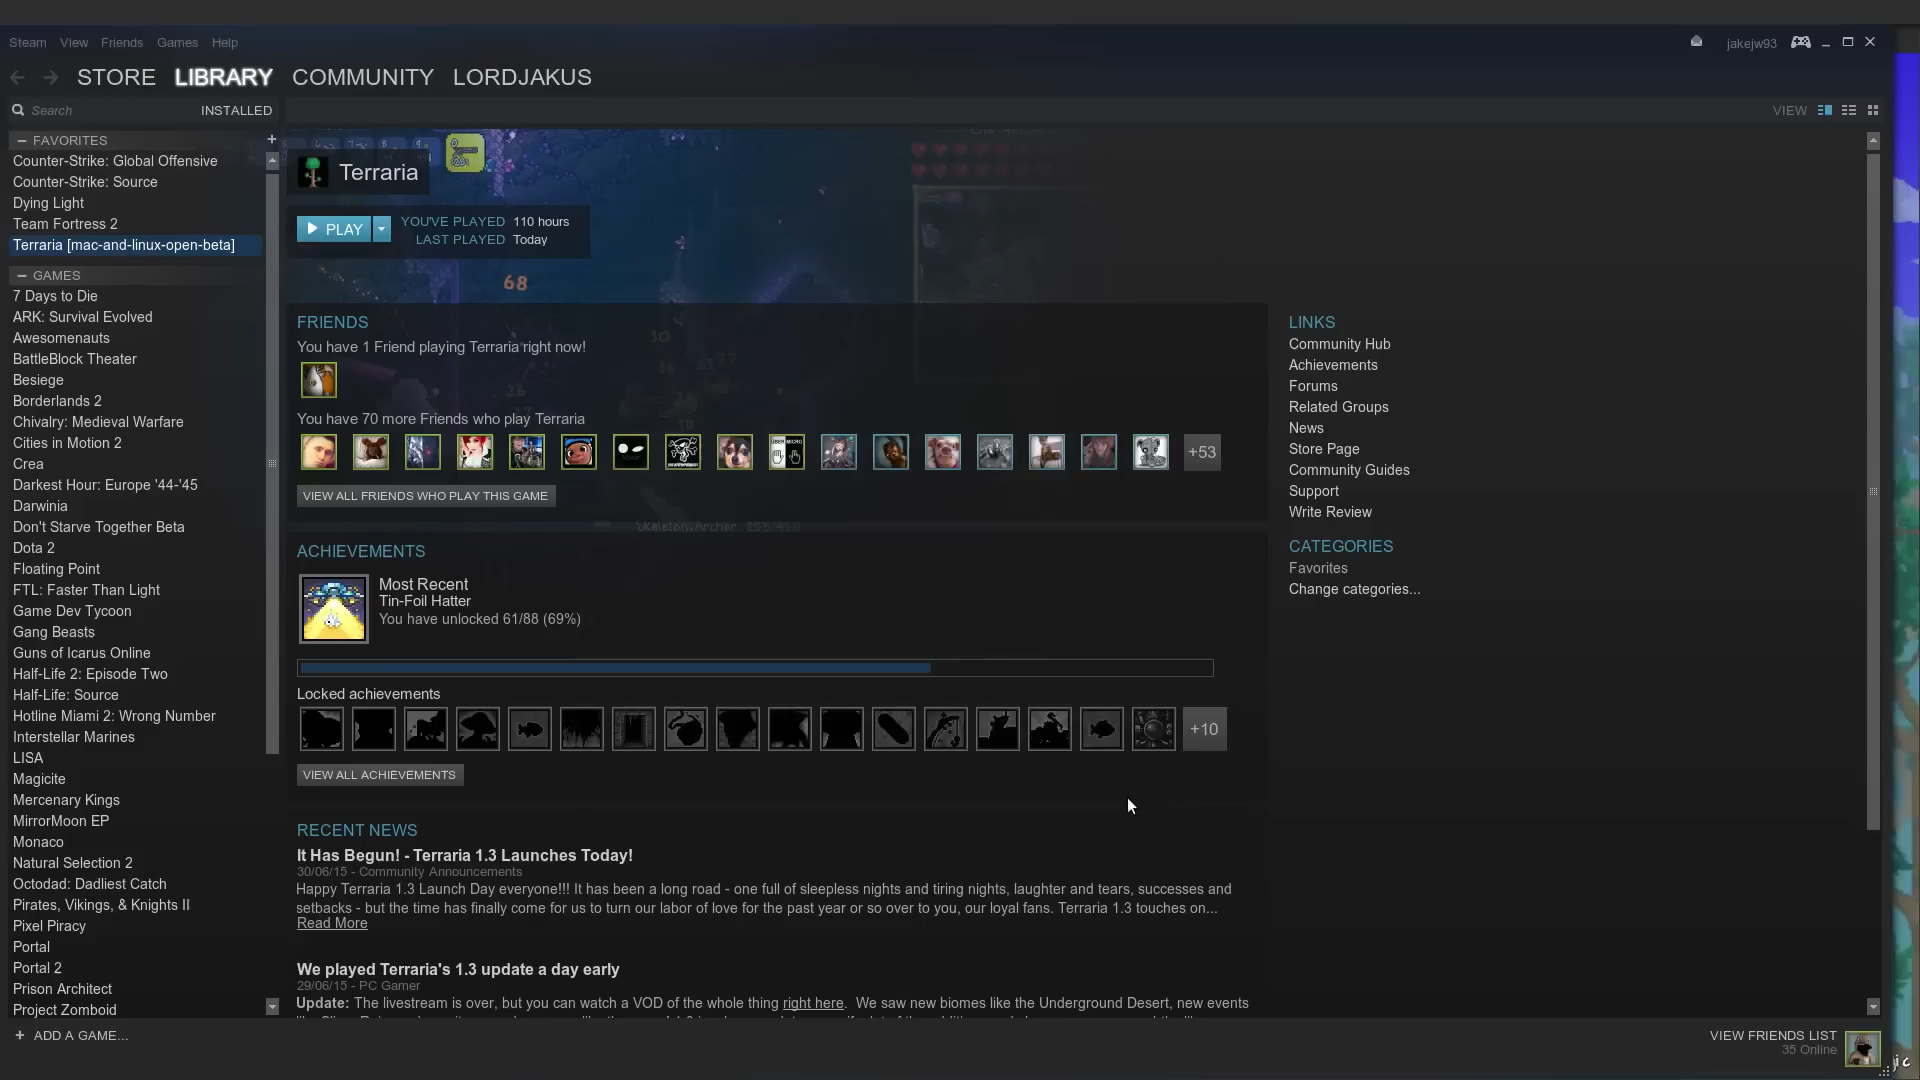 Steam View Friends Games Help
jakejw93
STORE LIBRARY COMMUNITY LORDJAKUS
Search INSTALLED
VIEW
FAVORITES
Counter-Strike: Global Offensive
Counter-Strike: Source
Dying Light
Team Fortress 2
Terraria [mac-and-linux-open-beta]
GAMES
7 Days to Die
ARK: Survival Evolved
Awesomenauts
BattleBlock Theater
Besiege
Borderlands 2
Chivalry: Medieval Warfare
Cities in Motion 2
Crea
Darkest Hour: Europe '44-'45
Darwinia
Don't Starve Together Beta
Dota 2
Floating Point
FTL: Faster Than Light
Game Dev Tycoon
Gang Beasts
Guns of Icarus Online
Half-Life 2: Episode Two
Half-Life: Source
Hotline Miami 2: Wrong Number
Interstellar Marines
LISA
Magicite
Mercenary Kings
MirrorMoon EP
Monaco
Natural Selection 2
Octodad: Dadliest Catch
Pirates, Vikings, & Knights II
Pixel Piracy
Portal
Portal 2
Prison Architect
Project Zomboid
+ ADD A GAME...
Terraria
PLAY
YOU'VE PLAYED 110 hours
LAST PLAYED Today
68
FRIENDS
You have 1 Friend playing Terraria right now!
You have 70 more Friends who play Terraria
+53
VIEW ALL FRIENDS WHO PLAY THIS GAME
ACHIEVEMENTS
Most Recent
Tin-Foil Hatter
You have unlocked 61/88 (69%)
Locked achievements
+10
VIEW ALL ACHIEVEMENTS
RECENT NEWS
It Has Begun! - Terraria 1.3 Launches Today!
30/06/15 - Community Announcements
Happy Terraria 1.3 Launch Day everyone!!! It has been a long road - one full of sleepless nights and tiring nights, laughter and tears, successes and
setbacks - but the time has finally come for us to turn our labor of love for the past year or so over to you, our loyal fans. Terraria 1.3 touches on...
Read More
We played Terraria's 1.3 update a day early
29/06/15 - PC Gamer
Update: The livestream is over, but you can watch a VOD of the whole thing right here. We saw new biomes like the Underground Desert, new events
LINKS
Community Hub
Achievements
Forums
Related Groups
News
Store Page
Community Guides
Support
Write Review
CATEGORIES
Favorites
Change categories...
VIEW FRIENDS LIST
35 Online